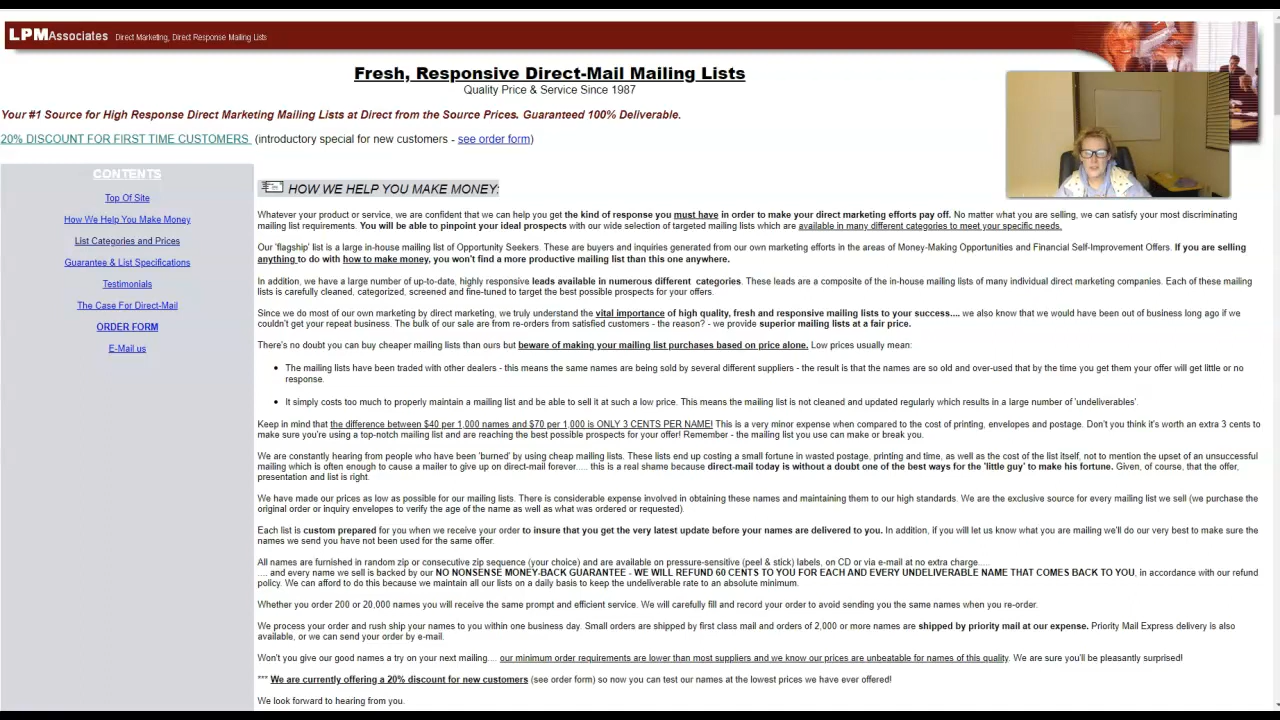 LPMAssociates Direct Marketing, Direct Response Mailing Lists
Fresh, Responsive Direct-Mail Mailing Lists
Quality Price & Service Since 1987
Your #1 Source for High Response Direct Marketing Mailing Lists at Direct from the Source Prices. Guaranteed 100% Deliverable.
20% DISCOUNT FOR FIRST TIME CUSTOMERS (introductory special for new customers - see order form)
CONTENTS
Top Of Site
How We Help You Make Money
List Categories and Prices
Guarantee & List Specifications
Testimonials
The Case For Direct-Mail
ORDER FORM
E-Mail us
HOW WE HELP YOU MAKE MONEY:
Whatever your product or service, we are confident that we can help you get the kind of response you must have in order to make your direct marketing efforts pay off. No matter what you are selling, we can satisfy your most discriminating
mailing list requirements. You will be able to pinpoint your ideal prospects with our wide selection of targeted mailing lists which are available in many different categories to meet your specific needs.
Our 'flagship' list is a large in-house mailing list of Opportunity Seekers. These are buyers and inquiries generated from our own marketing efforts in the areas of Money-Making Opportunities and Financial Self-Improvement Offers. If you are selling
anything to do with how to make money, you won't find a more productive mailing list than this one anywhere.
In addition, we have a large number of up-to-date, highly responsive leads available in numerous different categories. These leads are a composite of the in-house mailing lists of many individual direct marketing companies. Each of these mailing
lists is carefully cleaned, categorized, screened and fine-tuned to target the best possible prospects for your offers.
Since we do most of our own marketing by direct marketing, we truly understand the vital importance of high quality, fresh and responsive mailing lists to your success.... we also know that we would have been out of business long ago if we
couldn't get your repeat business. The bulk of our sale are from re-orders from satisfied customers - the reason? - we provide superior mailing lists at a fair price.
There's no doubt you can buy cheaper mailing lists than ours but beware of making your mailing list purchases based on price alone. Low prices usually mean:
• The mailing lists have been traded with other dealers - this means the same names are being sold by several different suppliers - the result is that the names are so old and over-used that by the time you get them your offer will get little or no
response.
• It simply costs too much to properly maintain a mailing list and be able to sell it at such a low price. This means the mailing list is not cleaned and updated regularly which results in a large number of 'undeliverables'.
Keep in mind that the difference between $40 per 1,000 names and $70 per 1,000 is ONLY 3 CENTS PER NAME! This is a very minor expense when compared to the cost of printing, envelopes and postage. Don't you think it's worth an extra 3 cents to
make sure you're using a top-notch mailing list and are reaching the best possible prospects for your offer! Remember - the mailing list you use can make or break you.
We are constantly hearing from people who have been 'burned' by using cheap mailing lists. These lists end up costing a small fortune in wasted postage, printing and time, as well as the cost of the list itself, not to mention the upset of an unsuccessful
mailing which is often enough to cause a mailer to give up on direct-mail forever..... this is a real shame because direct-mail today is without a doubt one of the best ways for the 'little guy' to make his fortune. Given, of course, that the offer,
presentation and list is right.
We have made our prices as low as possible for our mailing lists. There is considerable expense involved in obtaining these names and maintaining them to our high standards. We are the exclusive source for every mailing list we sell (we purchase the
original order or inquiry envelopes to verify the age of the name as well as what was ordered or requested).
Each list is custom prepared for you when we receive your order to insure that you get the very latest update before your names are delivered to you. In addition, if you will let us know what you are mailing we'll do our very best to make sure the
names we send you have not been used for the same offer.
All names are furnished in random zip or consecutive zip sequence (your choice) and are available on pressure-sensitive (peel & stick) labels, on CD or via e-mail at no extra charge.....
.... and every name we sell is backed by our NO NONSENSE MONEY-BACK GUARANTEE - WE WILL REFUND 60 CENTS TO YOU FOR EACH AND EVERY UNDELIVERABLE NAME THAT COMES BACK TO YOU, in accordance with our refund
policy. We can afford to do this because we maintain all our lists on a daily basis to keep the undeliverable rate to an absolute minimum.
Whether you order 200 or 20,000 names you will receive the same prompt and efficient service. We will carefully fill and record your order to avoid sending you the same names when you re-order.
We process your order and rush ship your names to you within one business day. Small orders are shipped by first class mail and orders of 2,000 or more names are shipped by priority mail at our expense. Priority Mail Express delivery is also
available, or we can send your order by e-mail.
Won't you give our good names a try on your next mailing.... our minimum order requirements are lower than most suppliers and we know our prices are unbeatable for names of this quality. We are sure you'll be pleasantly surprised!
*** We are currently offering a 20% discount for new customers (see order form) so now you can test our names at the lowest prices we have ever offered!
We look forward to hearing from you.